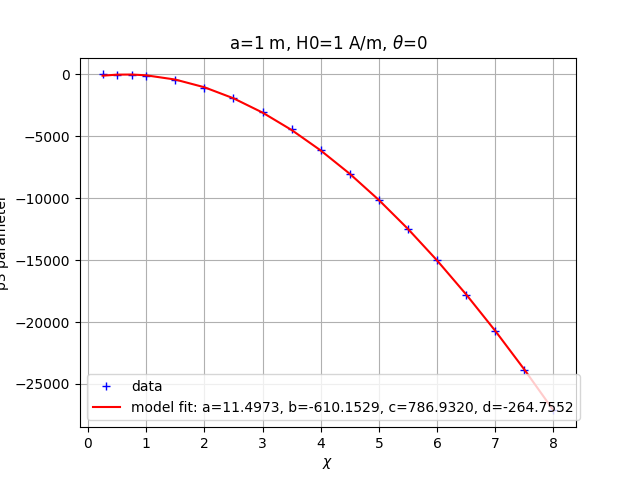 a=1 m, H0=1 A/m, θ=0
p3 parameter
0
−5000
−10000
−15000
−20000
−25000
data
model fit: a=11.4973, b=-610.1529, c=786.9320, d=-264.7552
0 1 2 3 4 5 6 7 8
χ